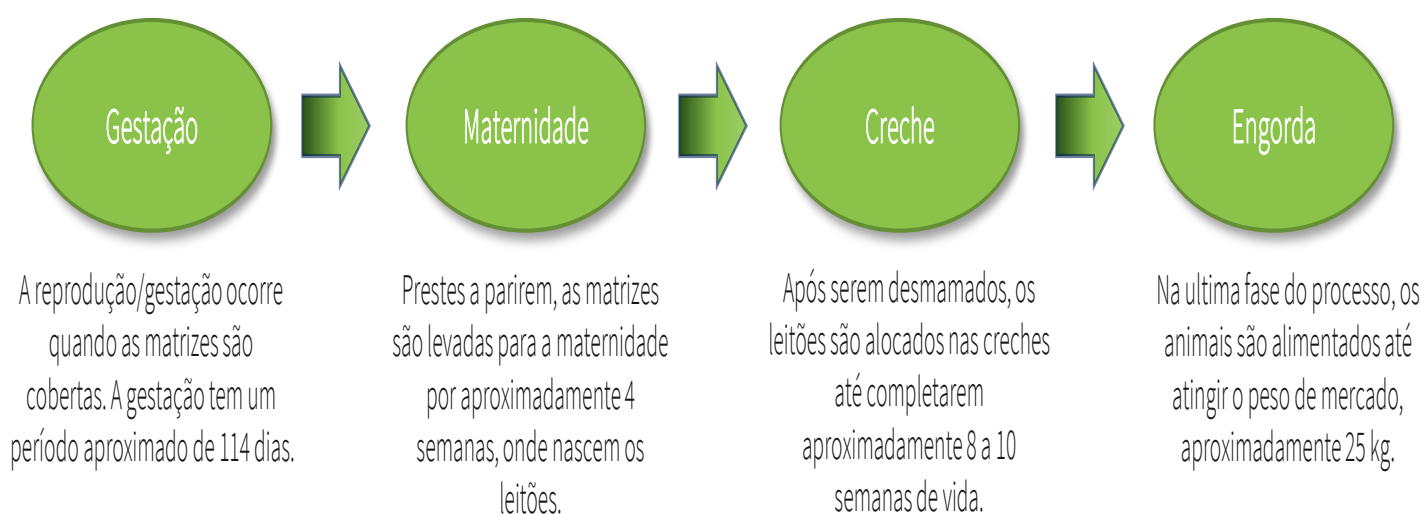 Gestação
Maternidade
Creche
Engorda
A reprodução/gestação ocorre
quando as matrizes são
cobertas. A gestação tem um
período aproximado de 114 dias.
Prestes a parirem, as matrizes
são levadas para a maternidade
por aproximadamente 4
semanas, onde nascem os
leitões.
Após serem desmamados, os
leitões são alocados nas creches
até completarem
aproximadamente 8 a 10
semanas de vida.
Na ultima fase do processo, os
animais são alimentados até
atingir o peso de mercado,
aproximadamente 25 kg.